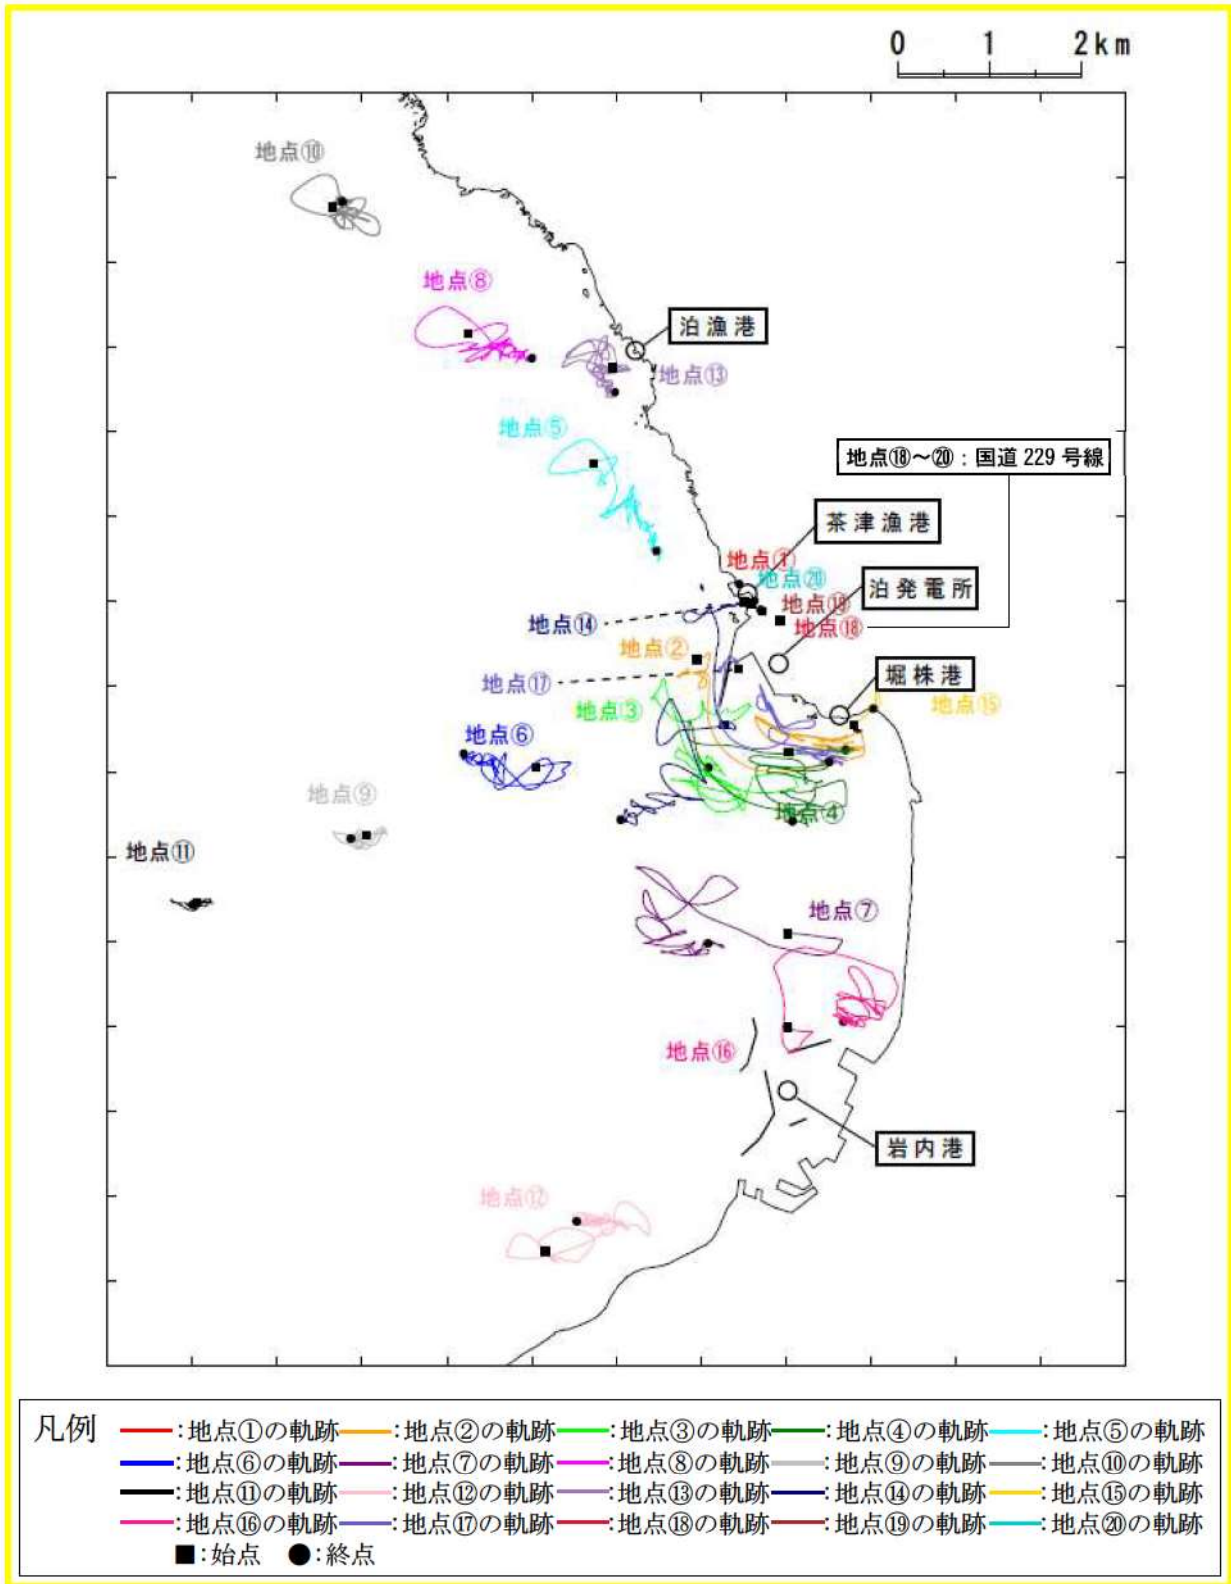 0 1 2km
地点⑩
地点⑧
泊漁港
地点⑬
地点⑤
地点⑱～⑳：国道229号線
茶津漁港
地点①
地点⑳
泊発電所
地点⑲
地点⑭
地点⑱
地点②
堀株港
地点⑰
地点⑮
地点③
地点⑥
地点⑨
地点④
地点⑪
地点⑦
地点⑯
岩内港
地点⑫
凡例 :地点①の軌跡 :地点②の軌跡 :地点③の軌跡 :地点④の軌跡 :地点⑤の軌跡
:地点⑥の軌跡 :地点⑦の軌跡 :地点⑧の軌跡 :地点⑨の軌跡 :地点⑩の軌跡
:地点⑪の軌跡 :地点⑫の軌跡 :地点⑬の軌跡 :地点⑭の軌跡 :地点⑮の軌跡
:地点⑯の軌跡 :地点⑰の軌跡 :地点⑱の軌跡 :地点⑲の軌跡 :地点⑳の軌跡
■:始点 ●:終点